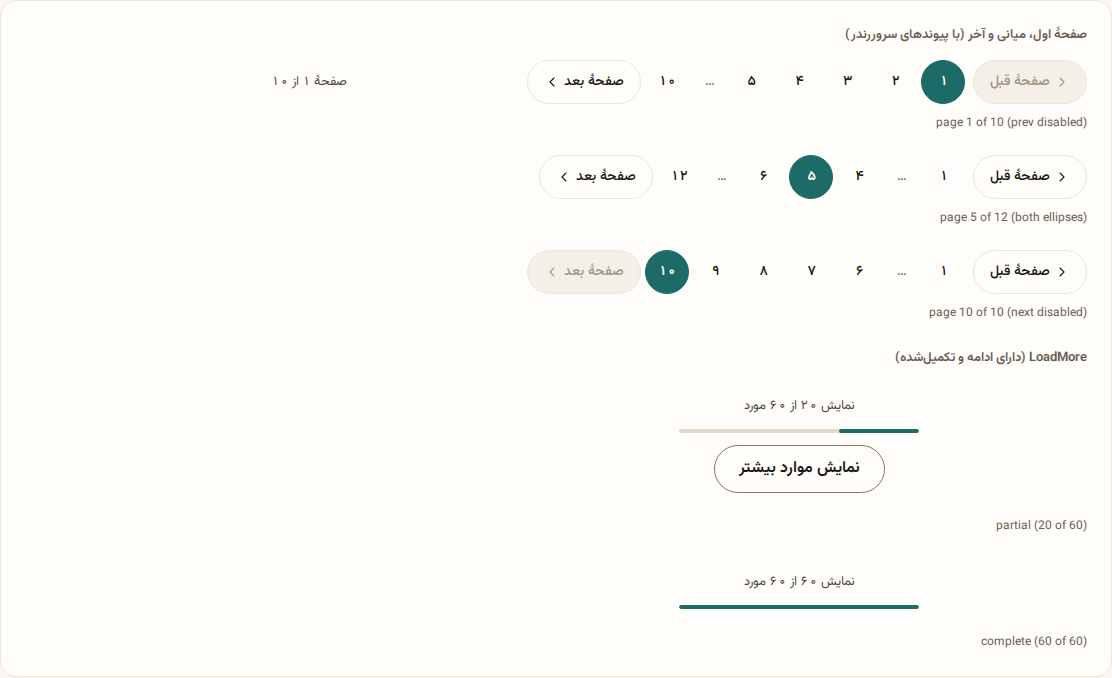 صفحهٔ اول، میانی و آخر (با پیوندهای سروررندر)
صفحهٔ قبل ۱ ۲ ۳ ۴ ۵ … ۱۰ صفحهٔ بعد صفحهٔ ۱ از ۱۰
page 1 of 10 (prev disabled)
صفحهٔ قبل ۱ … ۴ ۵ ۶ … ۱۲ صفحهٔ بعد
page 5 of 12 (both ellipses)
صفحهٔ قبل ۱ … ۶ ۷ ۸ ۹ ۱۰ صفحهٔ بعد
page 10 of 10 (next disabled)
LoadMore (دارای ادامه و تکمیل‌شده)
نمایش ۲۰ از ۶۰ مورد
نمایش موارد بیشتر
partial (20 of 60)
نمایش ۶۰ از ۶۰ مورد
complete (60 of 60)